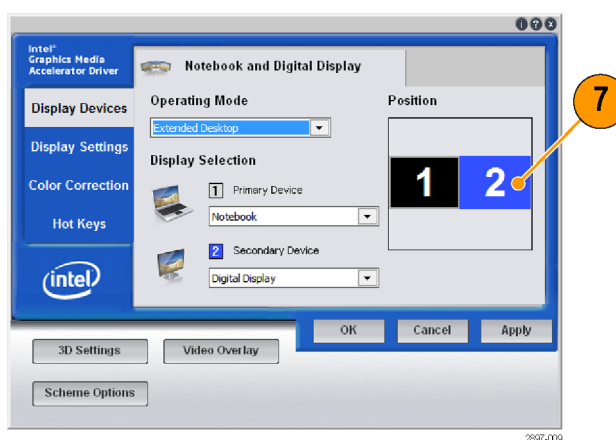 Intel®
Graphics Media
Accelerator Driver
Notebook and Digital Display
Display Devices
Display Settings
Color Correction
Hot Keys
intel
Operating Mode
Extended Desktop
Display Selection
1 Primary Device
Notebook
2 Secondary Device
Digital Display
Position
1 2
7
OK Cancel Apply
3D Settings Video Overlay
Scheme Options
2897-009